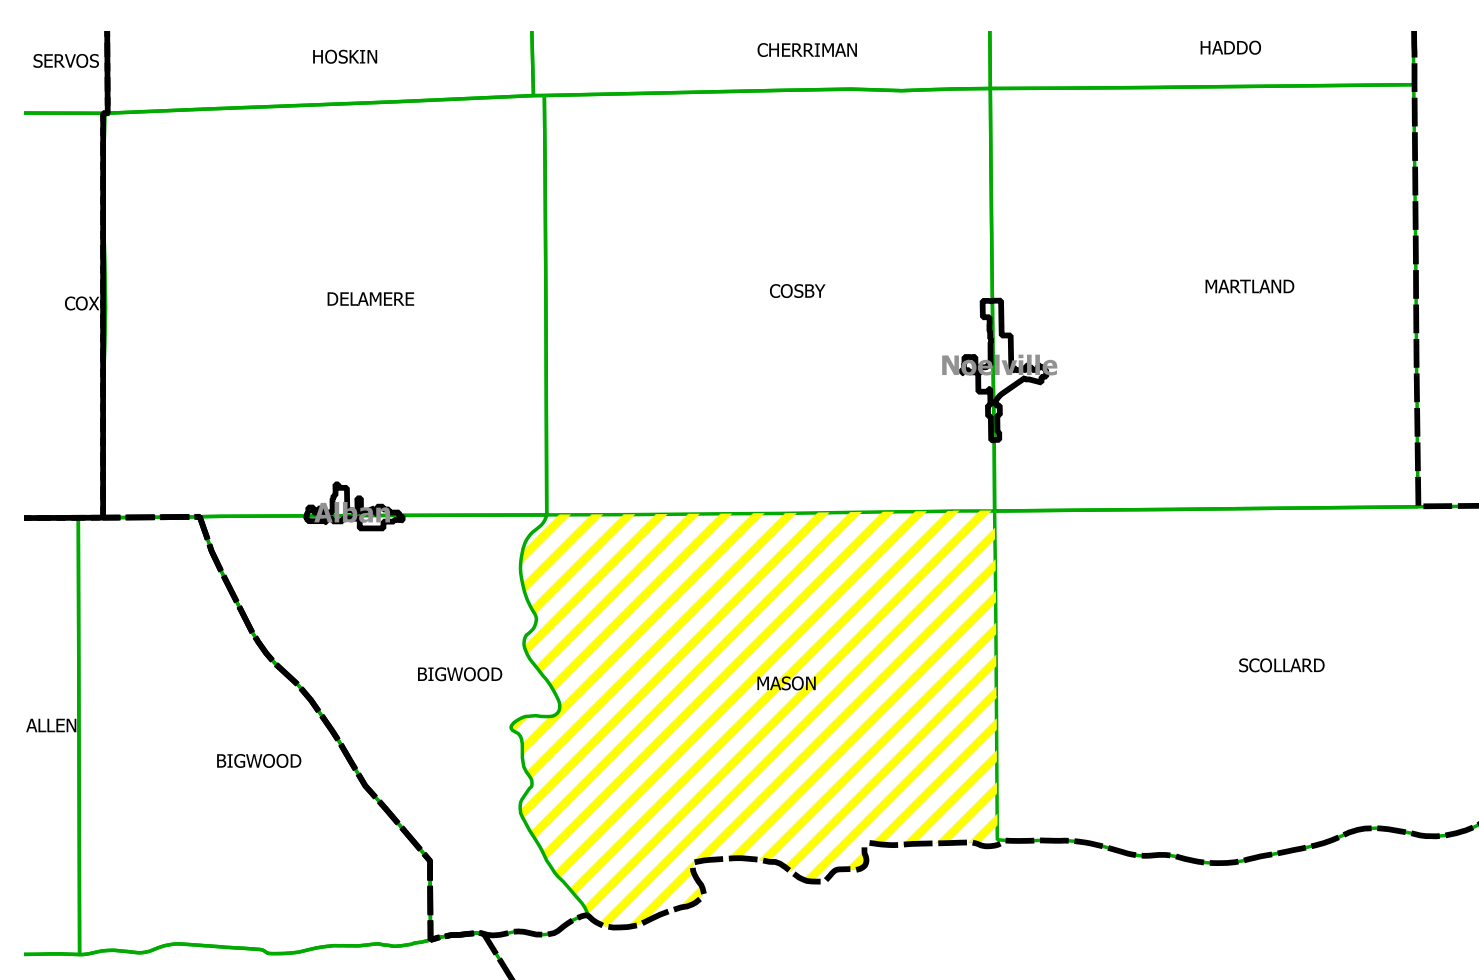 SERVOS
HOSKIN
CHERRIMAN
HADDO
COX
DELAMERE
COSBY
MARTLAND
Noelville
Alban
BIGWOOD
MASON
SCOLLARD
ALLEN
BIGWOOD